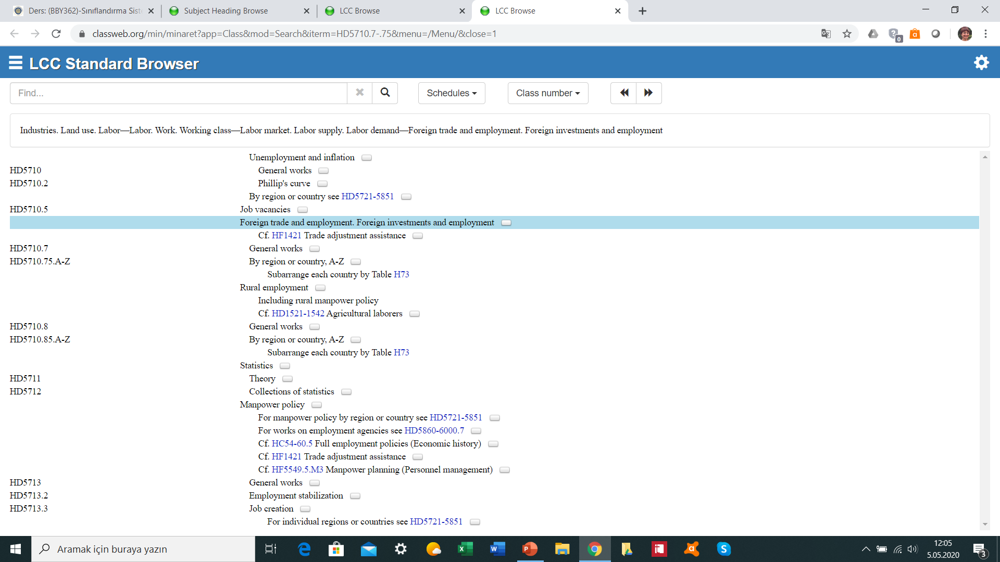 Ders: (BBY362)-Sınıflandırma Siste
Subject Heading Browse
LCC Browse
LCC Browse
classweb.org/min/minaret?app=Class&mod=Search&iterm=HD5710.7-.75&menu=/Menu/&close=1
0
LCC Standard Browser
Find...
Schedules
Class number
Industries. Land use. Labor—Labor. Work. Working class—Labor market. Labor supply. Labor demand—Foreign trade and employment. Foreign investments and employment
Unemployment and inflation
HD5710 General works
HD5710.2 Phillip's curve
By region or country see HD5721-5851
HD5710.5 Job vacancies
Foreign trade and employment. Foreign investments and employment
Cf. HF1421 Trade adjustment assistance
HD5710.7 General works
HD5710.75.A-Z By region or country, A-Z
Subarrange each country by Table H73
Rural employment
Including rural manpower policy
Cf. HD1521-1542 Agricultural laborers
HD5710.8 General works
HD5710.85.A-Z By region or country, A-Z
Subarrange each country by Table H73
Statistics
HD5711 Theory
HD5712 Collections of statistics
Manpower policy
For manpower policy by region or country see HD5721-5851
For works on employment agencies see HD5860-6000.7
Cf. HC54-60.5 Full employment policies (Economic history)
Cf. HF1421 Trade adjustment assistance
Cf. HF5549.5.M3 Manpower planning (Personnel management)
HD5713 General works
HD5713.2 Employment stabilization
HD5713.3 Job creation
For individual regions or countries see HD5721-5851
Aramak için buraya yazın
12:05
5.05.2020
3